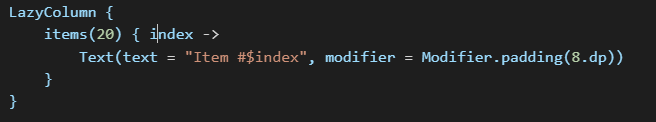 LazyColumn {
    items(20) { index ->
        Text(text = "Item #$index", modifier = Modifier.padding(8.dp))
    }
}